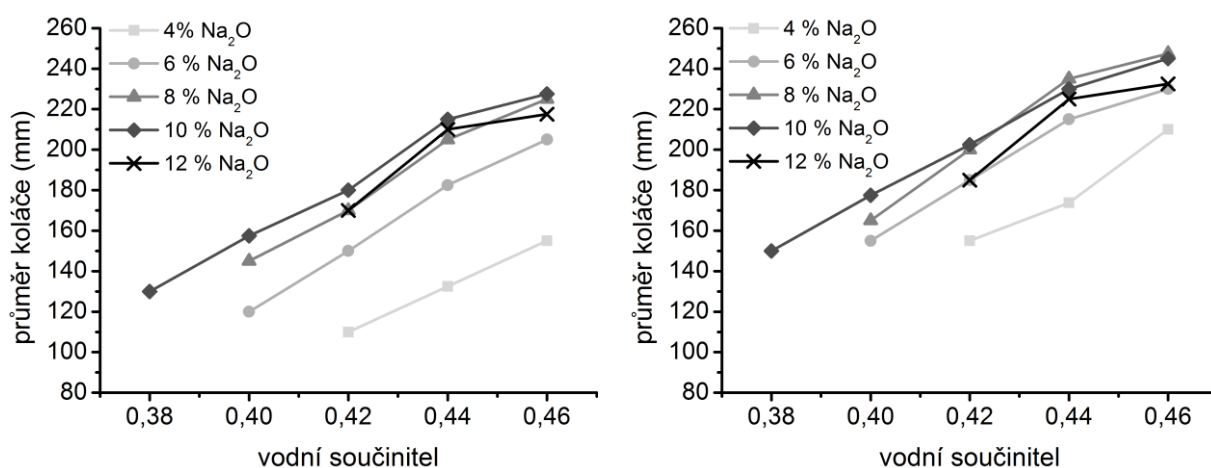 260
240
220
200
180
160
140
120
100
80
průměr koláče (mm)
4% Na₂O
6 % Na₂O
8 % Na₂O
10 % Na₂O
12 % Na₂O
0,38 0,40 0,42 0,44 0,46
vodní součinitel
260
240
220
200
180
160
140
120
100
80
průměr koláče (mm)
4 % Na₂O
6 % Na₂O
8 % Na₂O
10 % Na₂O
12 % Na₂O
0,38 0,40 0,42 0,44 0,46
vodní součinitel